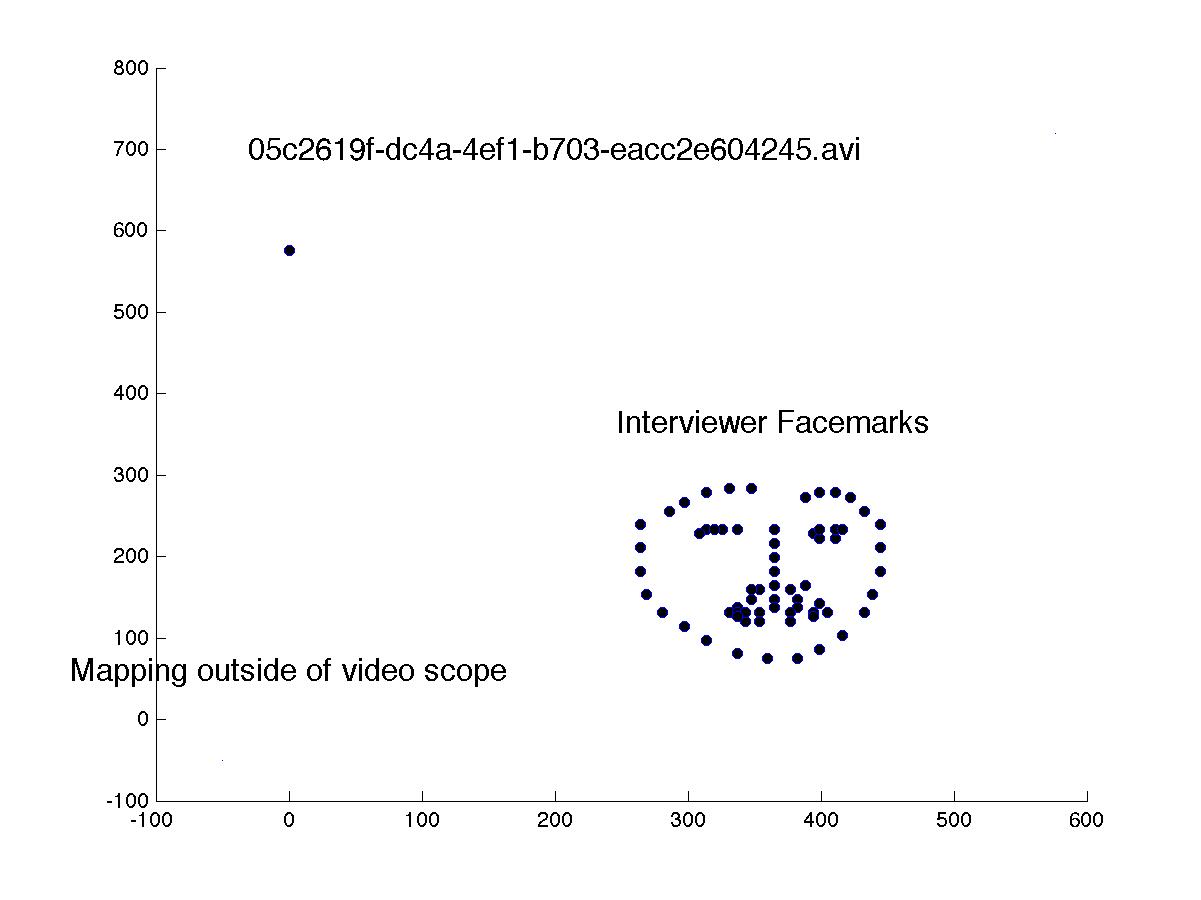 800
05c2619f-dc4a-4ef1-b703-eacc2e604245.avi
700
600
500
400
Interviewer Facemarks
300
200
100
Mapping outside of video scope
0
-100
-100 0 100 200 300 400 500 600